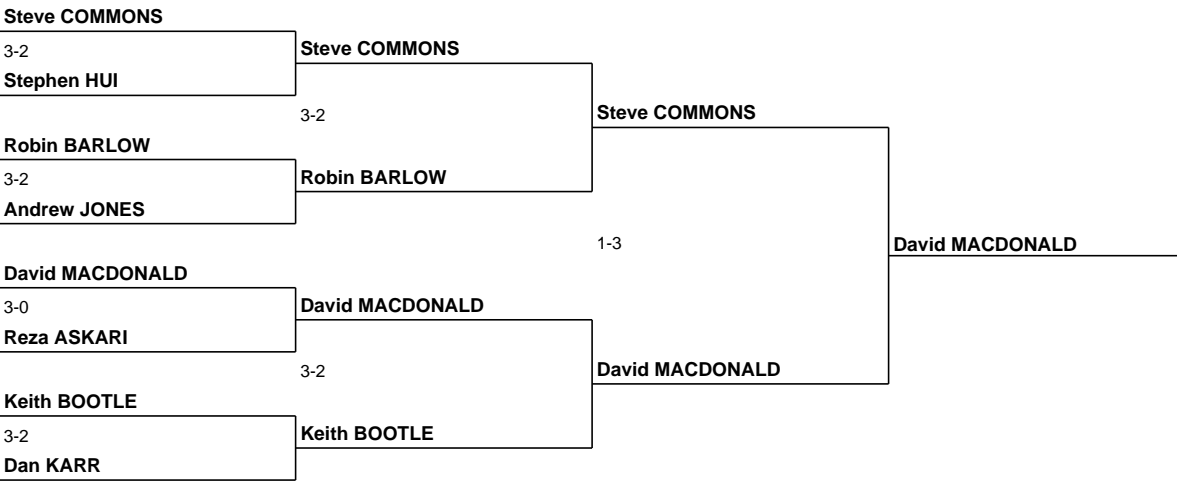 Steve COMMONS
3-2
Stephen HUI
Steve COMMONS
3-2
Robin BARLOW
3-2
Andrew JONES
Robin BARLOW
Steve COMMONS
1-3
David MACDONALD
David MACDONALD
3-0
Reza ASKARI
David MACDONALD
3-2
Keith BOOTLE
3-2
Dan KARR
Keith BOOTLE
David MACDONALD